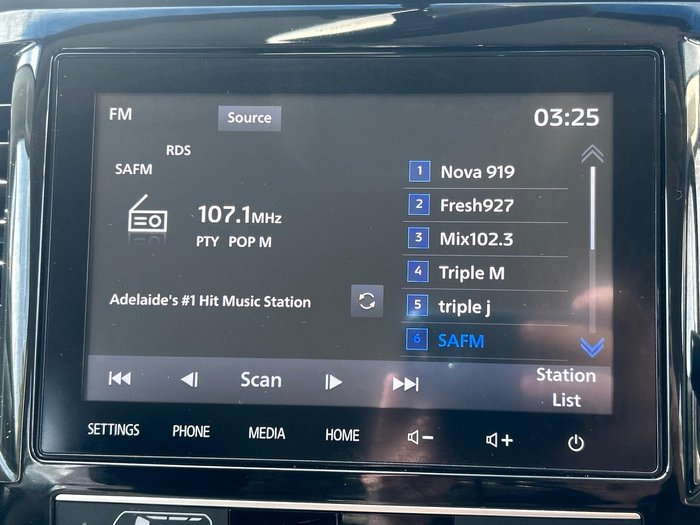 FM
Source
03:25
RDS
SAFM
107.1MHz
PTY POP M
Adelaide's #1 Hit Music Station
1 Nova 919
2 Fresh927
3 Mix102.3
4 Triple M
5 triple j
6 SAFM
Scan
Station
List
SETTINGS
PHONE
MEDIA
HOME